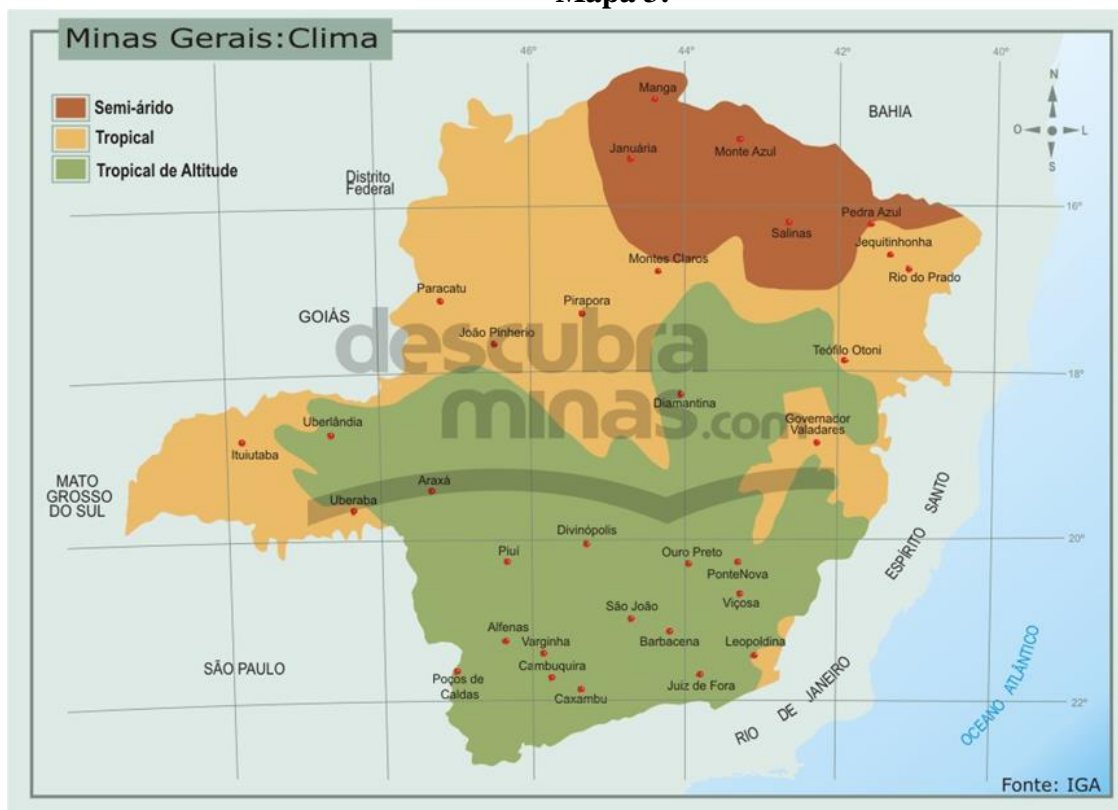 Mapa 3.
Minas Gerais:Clima
46°
44°
42°
40°
N
O
L
S
Semi-árido
Tropical
Tropical de Altitude
Manga
BAHIA
Januária
Monte Azul
Distrito
Federal
16°
Pedra Azul
Salinas
Jequitinhonha
Montes Claros
Rio do Prado
Paracatu
Pirapora
GOIÁS
João Pinherio
descubra
minas.com
Teófilo Otoni
18°
Diamantina
Governador
Valadares
Uberlândia
Ituiutaba
MATO
GROSSO
DO SUL
Araxá
Uberaba
ESPÍRITO SANTO
Divinópolis
20°
Piuí
Ouro Preto
PonteNova
Viçosa
São João
Alfenas
Varginha
Barbacena
Leopoldina
SÃO PAULO
Cambuquira
Poços de
Caldas
Caxambu
Juiz de Fora
RIO DE JANEIRO
OCEANO ATLÂNTICO
22°
Fonte: IGA